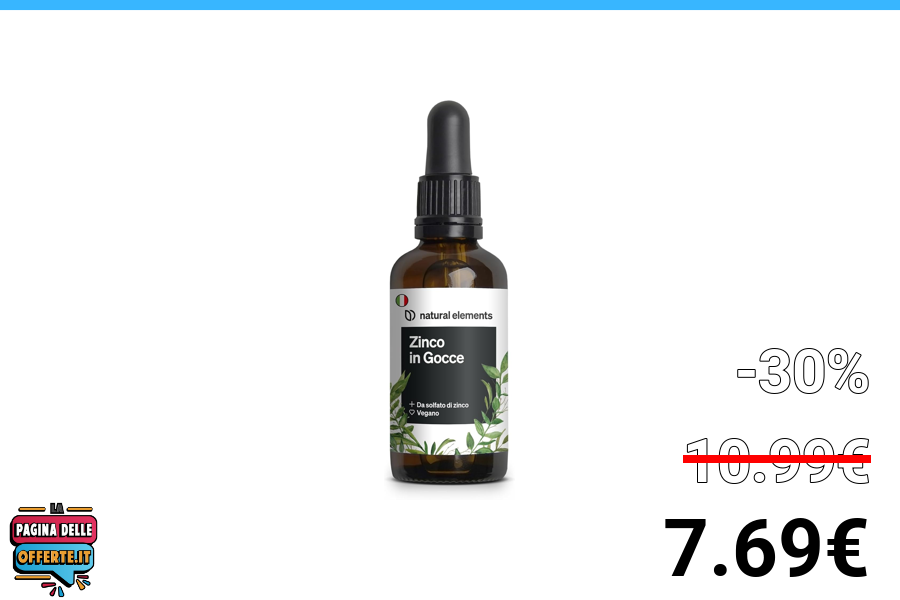 natural elements
Zinco
in Gocce
Da solfato di zinco
Vegano
-30%
10.99€
7.69€
LA
PAGINA DELLE
OFFERTE.IT